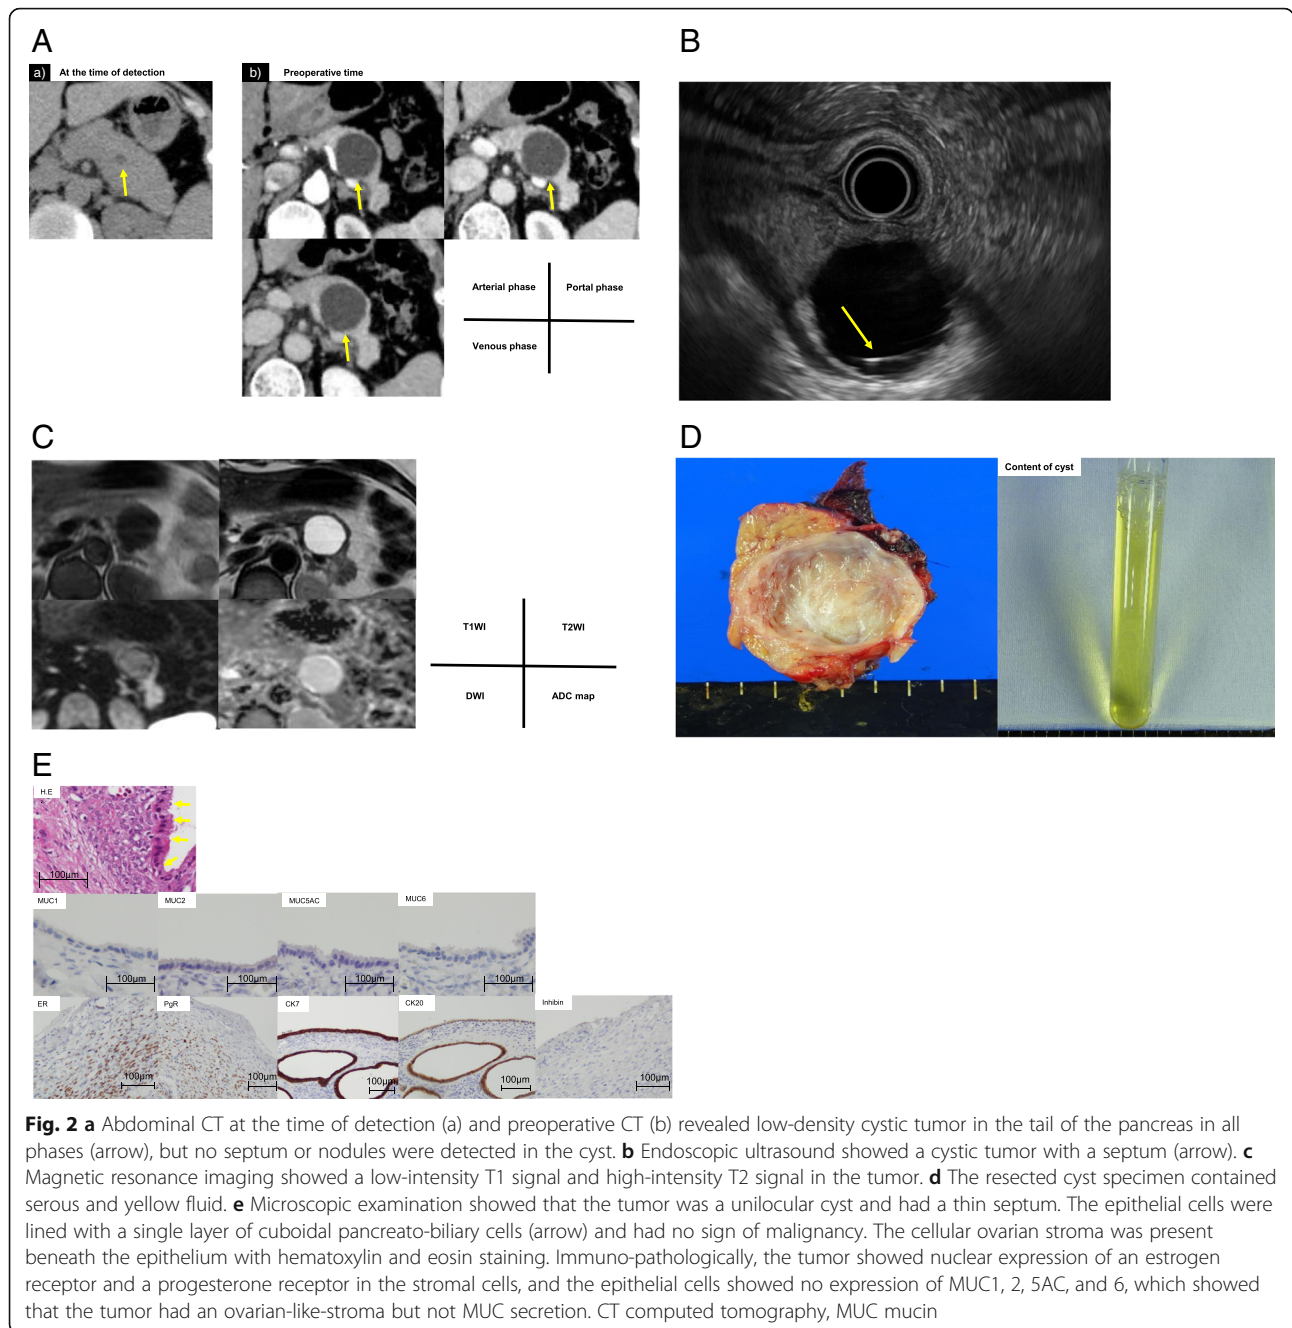 A
B
a) At the time of detection
b) Preoperative time
Arterial phase
Portal phase
Venous phase
C
D
Content of cyst
T1WI
T2WI
DWI
ADC map
E
H.E
100μm
MUC1
MUC2
MUC5AC
MUC6
100μm
100μm
100μm
100μm
ER
PgR
CK7
CK20
Inhibin
100μm
100μm
100μm
100μm
100μm
Fig. 2 a Abdominal CT at the time of detection (a) and preoperative CT (b) revealed low-density cystic tumor in the tail of the pancreas in all
phases (arrow), but no septum or nodules were detected in the cyst. b Endoscopic ultrasound showed a cystic tumor with a septum (arrow). c
Magnetic resonance imaging showed a low-intensity T1 signal and high-intensity T2 signal in the tumor. d The resected cyst specimen contained
serous and yellow fluid. e Microscopic examination showed that the tumor was a unilocular cyst and had a thin septum. The epithelial cells were
lined with a single layer of cuboidal pancreato-biliary cells (arrow) and had no sign of malignancy. The cellular ovarian stroma was present
beneath the epithelium with hematoxylin and eosin staining. Immuno-pathologically, the tumor showed nuclear expression of an estrogen
receptor and a progesterone receptor in the stromal cells, and the epithelial cells showed no expression of MUC1, 2, 5AC, and 6, which showed
that the tumor had an ovarian-like-stroma but not MUC secretion. CT computed tomography, MUC mucin